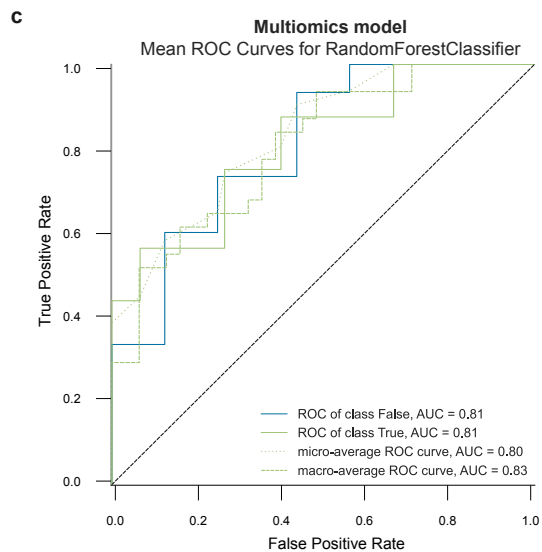 c
Multiomics model
Mean ROC Curves for RandomForestClassifier
True Positive Rate
1.0
0.8
0.6
0.4
0.2
0.0
ROC of class False, AUC = 0.81
ROC of class True, AUC = 0.81
micro-average ROC curve, AUC = 0.80
macro-average ROC curve, AUC = 0.83
0.0 0.2 0.4 0.6 0.8 1.0
False Positive Rate